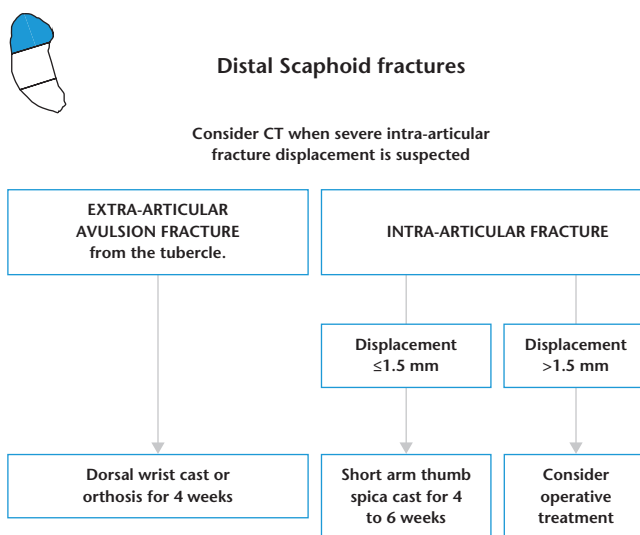 Distal Scaphoid fractures
Consider CT when severe intra-articular
fracture displacement is suspected
EXTRA-ARTICULAR
AVULSION FRACTURE
from the tubercle.
INTRA-ARTICULAR FRACTURE
Displacement
≤1.5 mm
Displacement
>1.5 mm
Dorsal wrist cast or
orthosis for 4 weeks
Short arm thumb
spica cast for 4
to 6 weeks
Consider
operative
treatment